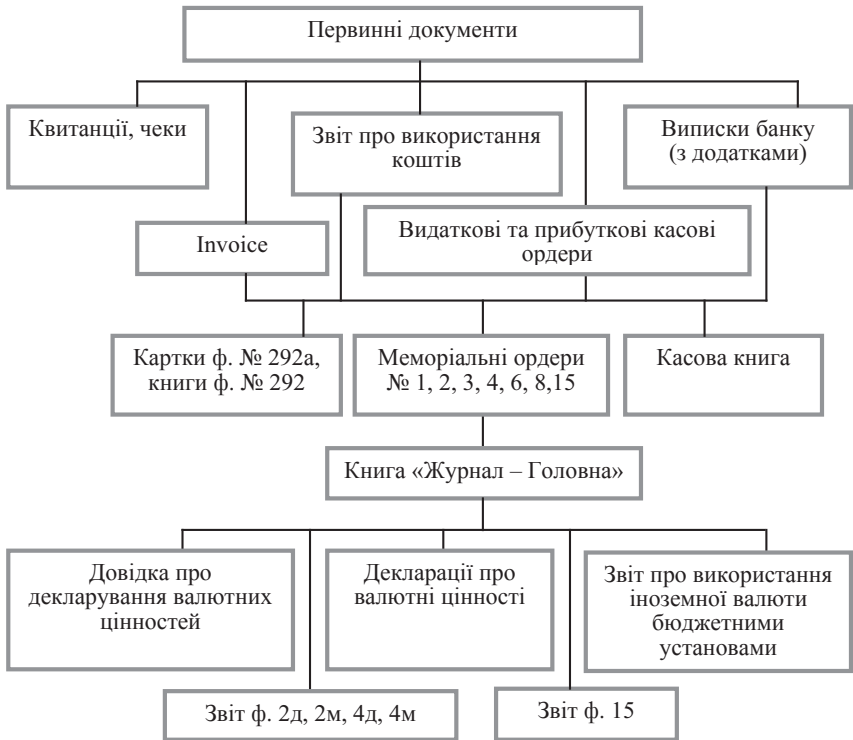 Первинні документи
Квитанції, чеки
Звіт про використання
коштів
Виписки банку
(з додатками)
Invoice
Видаткові та прибуткові касові
ордери
Картки ф. № 292а,
книги ф. № 292
Меморіальні ордери
№ 1, 2, 3, 4, 6, 8,15
Касова книга
Книга «Журнал – Головна»
Довідка про
декларування валютних
цінностей
Декларації про
валютні цінності
Звіт про використання
іноземної валюти
бюджетними
установами
Звіт ф. 2д, 2м, 4д, 4м
Звіт ф. 15